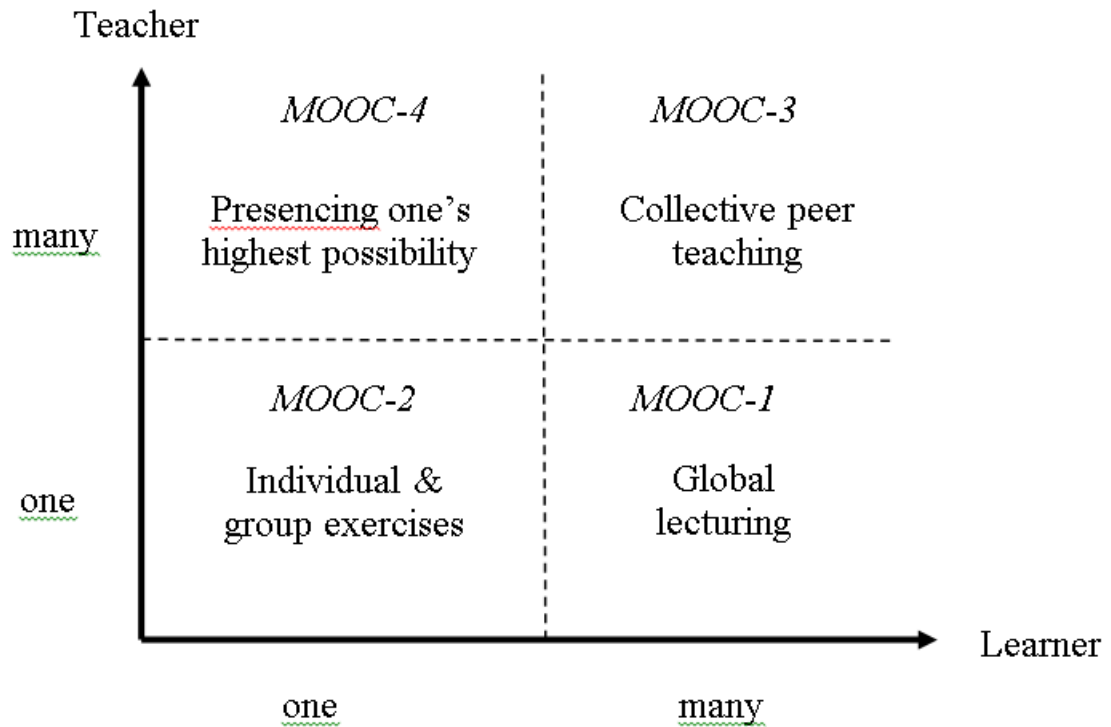 Teacher
MOOC-4
MOOC-3
Presencing one's
highest possibility
Collective peer
teaching
many
MOOC-2
MOOC-1
Individual &
group exercises
Global
lecturing
one
Learner
one
many